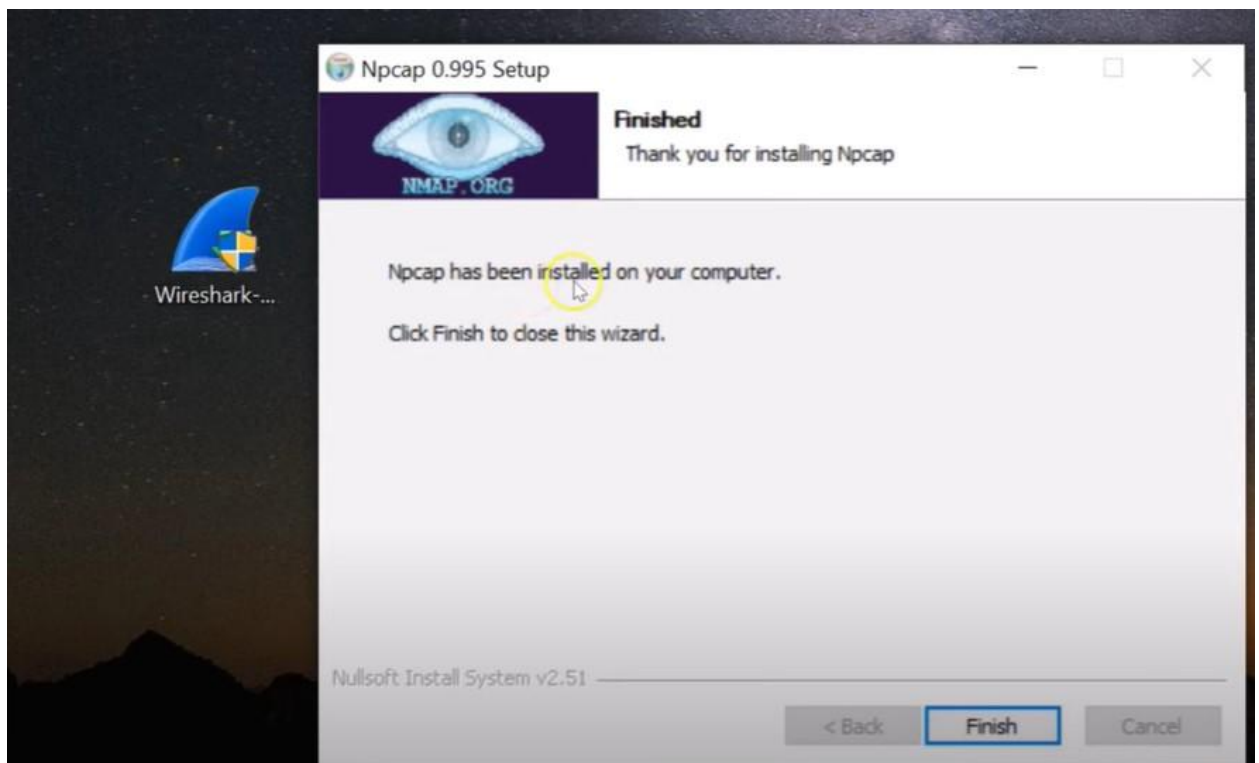 Npcap 0.995 Setup
NMAP.ORG
Finished
Thank you for installing Npcap
Npcap has been installed on your computer.
Wireshark-...
Click Finish to close this wizard.
Nullsoft Install System v2.51
< Back
Finish
Cancel